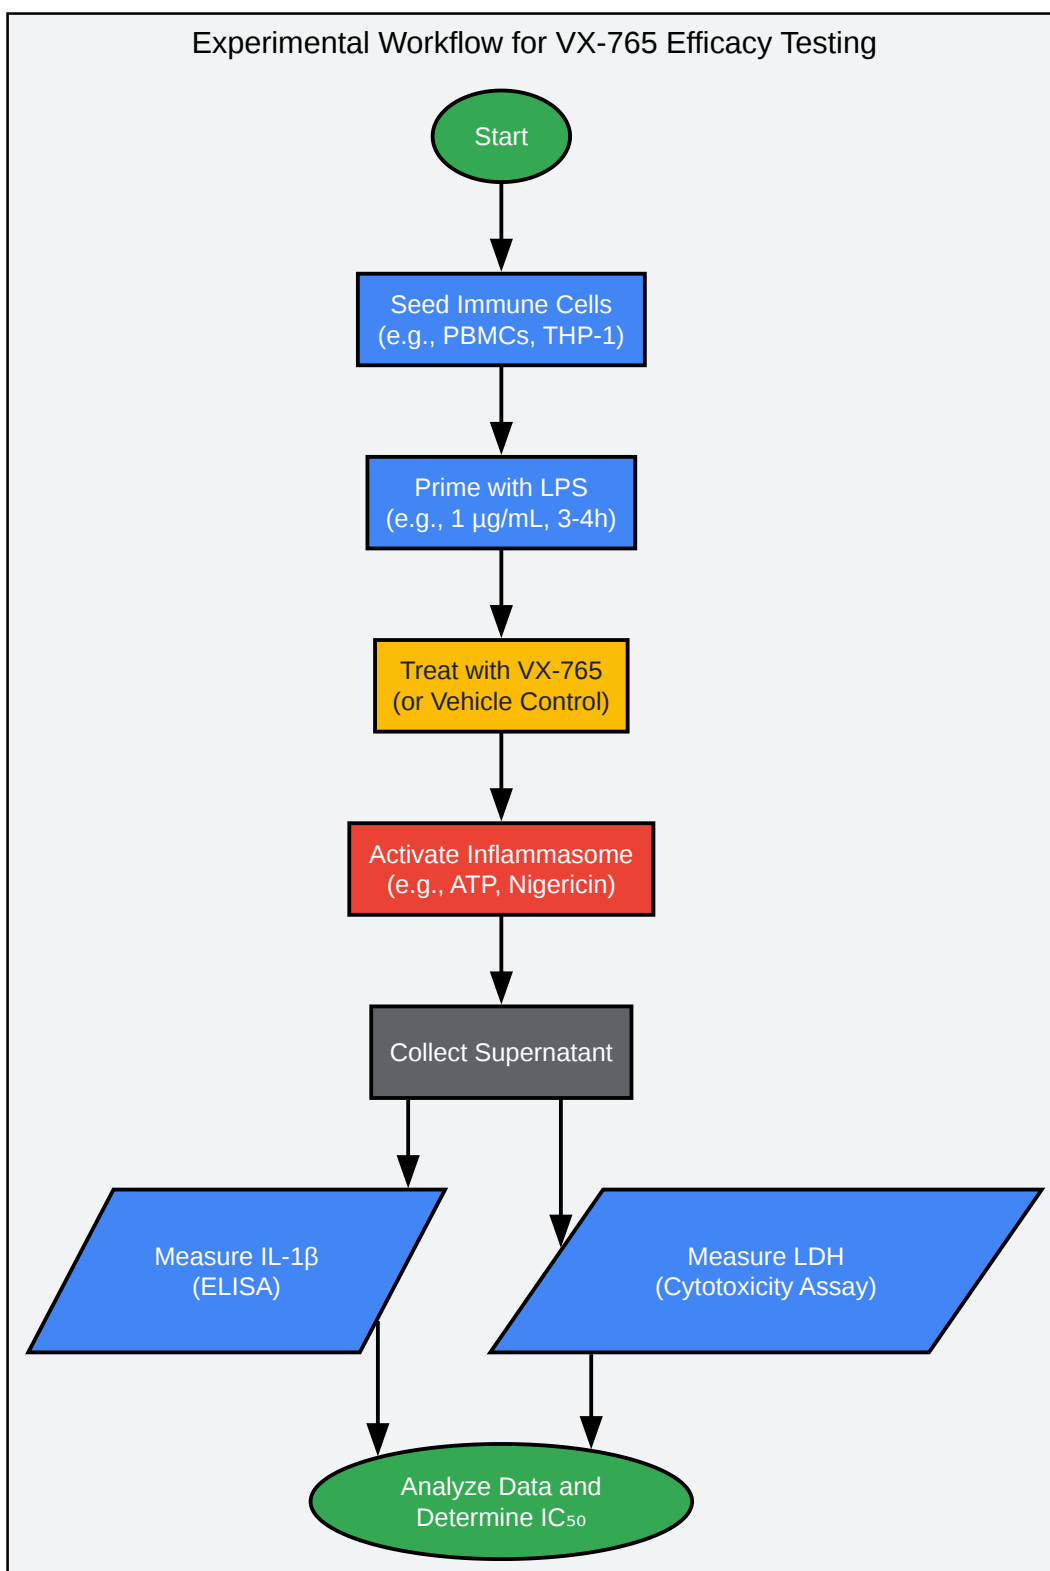 Experimental Workflow for VX-765 Efficacy Testing
Start
Seed Immune Cells
(e.g., PBMCs, THP-1)
Prime with LPS
(e.g., 1 µg/mL, 3-4h)
Treat with VX-765
(or Vehicle Control)
Activate Inflammasome
(e.g., ATP, Nigericin)
Collect Supernatant
Measure IL-1β
(ELISA)
Measure LDH
(Cytotoxicity Assay)
Analyze Data and
Determine IC₅₀